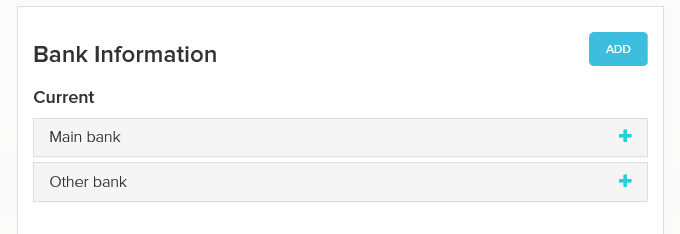 Bank Information
ADD
Current
Main bank
Other bank